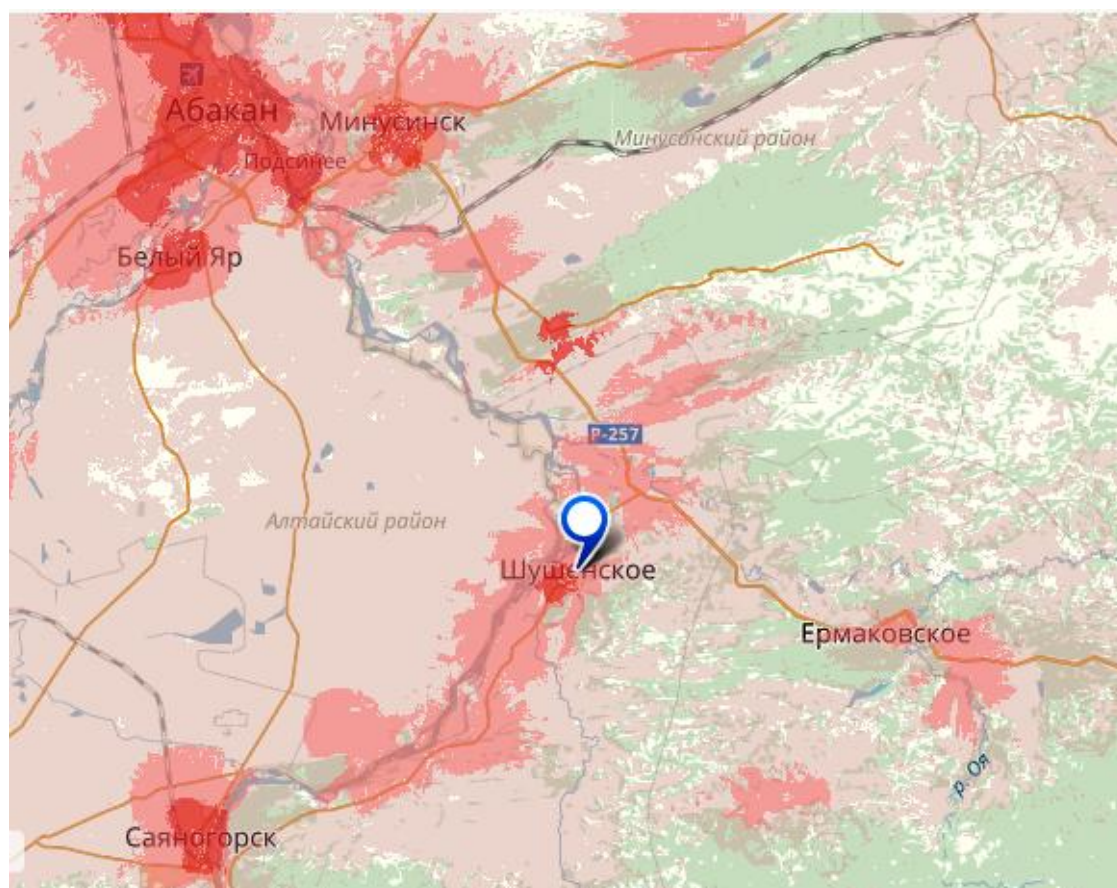 Абакан
Минусинск
Минусинский район
Подсинее
Белый Яр
Р-257
Алтайский район
Шушенское
Ермаковское
р. Оя
Саяногорск